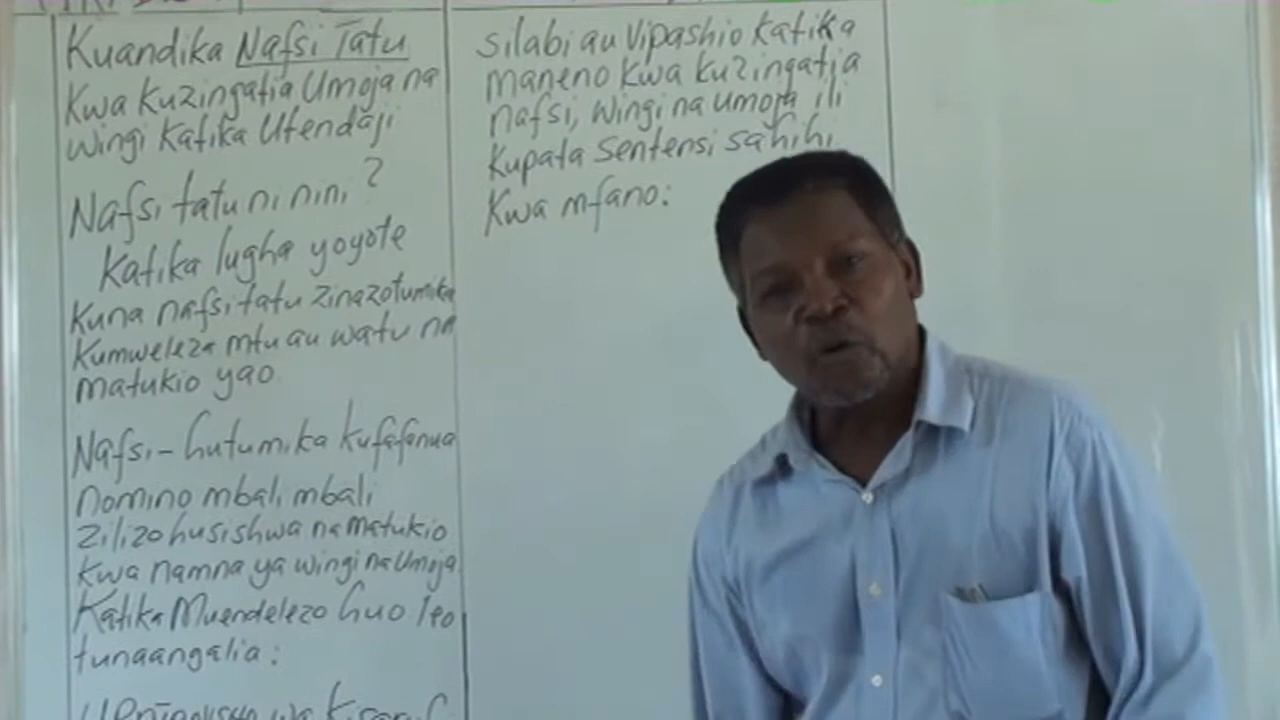 Kuandika Nafsi Tatu
Kwa Kuzingatia Umoja na
wingi Katika Utendaji
Nafsi tatu ni nini?
Katika lugha yoyote
Kuna nafsi tatu zinazotumika
Kumweleza mtu au watu na
matukio yao
Nafsi - hutumika kufafanua
nomino mbali mbali
zilizohusishwa na matukio
Kwa namna ya wingi na Umoja
Katika Muendelezo huo leo
tunaangalia:
silabi au Vipashio Katika
maneno kwa kuzingatia
nafsi, wingi na umoja ili
Kupata sentensi sahihi
Kwa mfano: